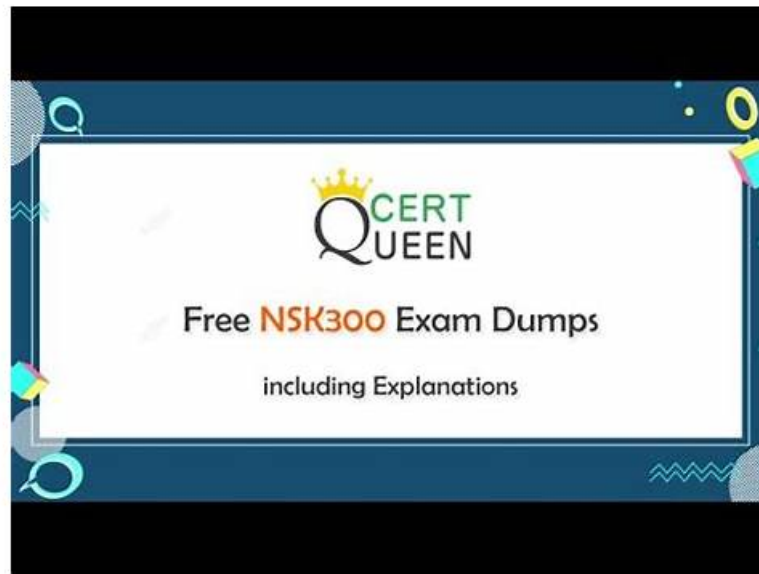 CERT
QUEEN
Free NSK300 Exam Dumps
including Explanations